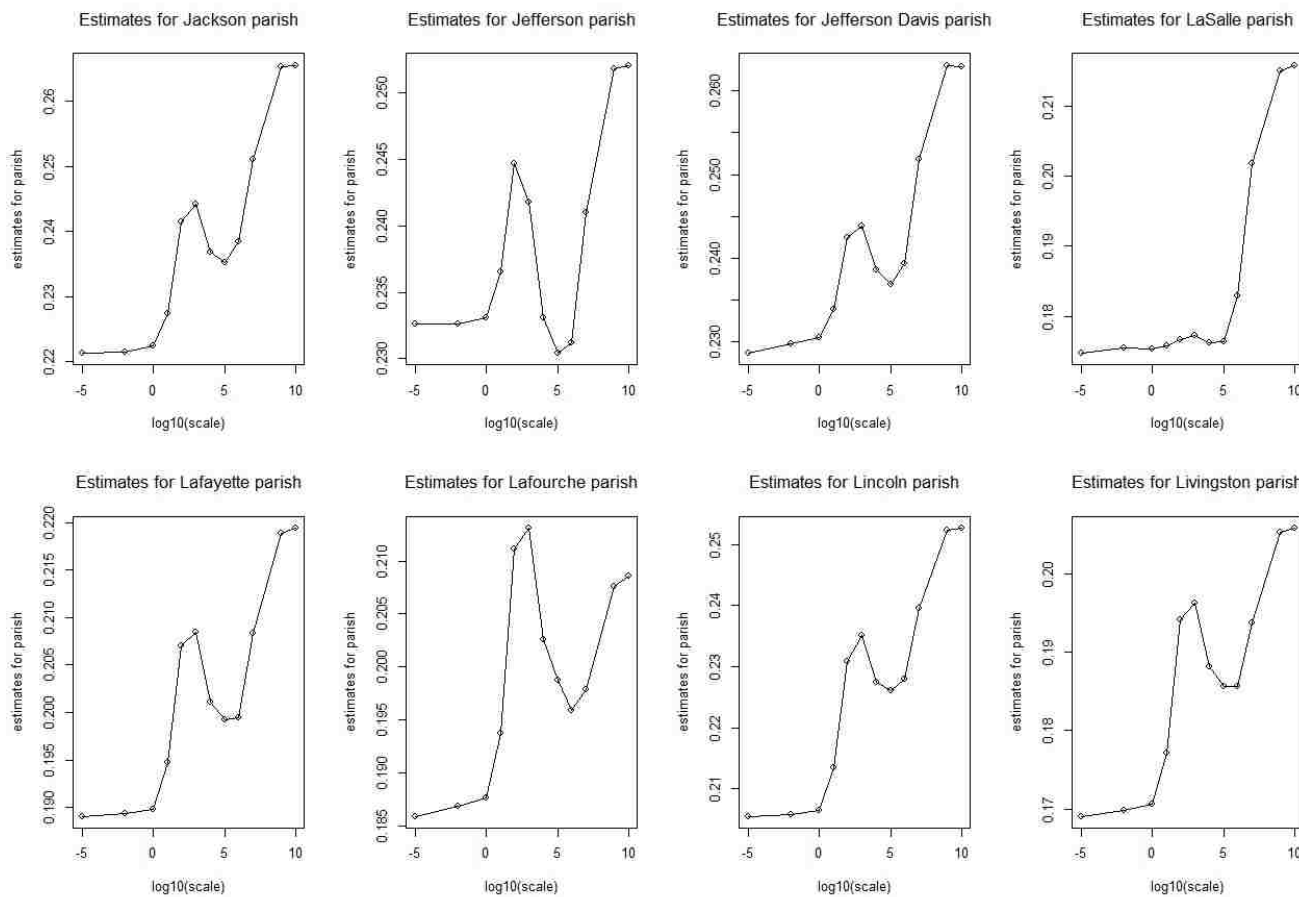 Estimates for Jackson parish
estimates for parish
0.22 0.23 0.24 0.25 0.26
-5 0 5 10
log10(scale)
Estimates for Jefferson parish
estimates for parish
0.230 0.235 0.240 0.245 0.250
-5 0 5 10
log10(scale)
Estimates for Jefferson Davis parish
estimates for parish
0.230 0.240 0.250 0.260
-5 0 5 10
log10(scale)
Estimates for LaSalle parish
estimates for parish
0.18 0.19 0.20 0.21
-5 0 5 10
log10(scale)
Estimates for Lafayette parish
estimates for parish
0.190 0.195 0.200 0.205 0.210 0.215 0.220
-5 0 5 10
log10(scale)
Estimates for Lafourche parish
estimates for parish
0.185 0.190 0.195 0.200 0.205 0.210
-5 0 5 10
log10(scale)
Estimates for Lincoln parish
estimates for parish
0.21 0.22 0.23 0.24 0.25
-5 0 5 10
log10(scale)
Estimates for Livingston parish
estimates for parish
0.17 0.18 0.19 0.20
-5 0 5 10
log10(scale)